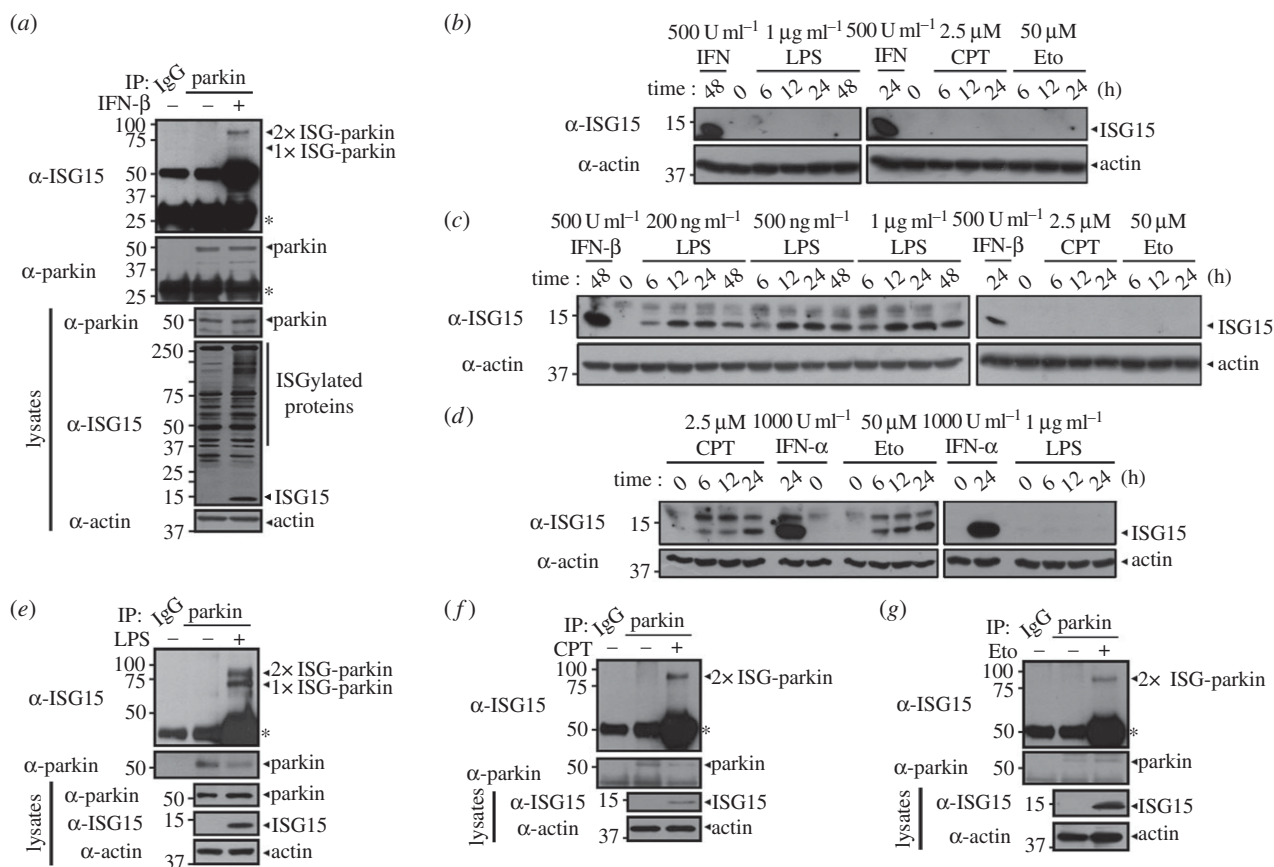 (a)
IP: IgG parkin
IFN-β – – +
100
75
50
37
25
α-ISG15
2× ISG-parkin
1× ISG-parkin
*
α-parkin
50
37
25
parkin
*
lysates
α-parkin 50 parkin
α-ISG15
250
75
50
37
25
15
ISGylated
proteins
ISG15
α-actin 37 actin
(b)
500 U ml⁻¹ 1 μg ml⁻¹ 500 U ml⁻¹ 2.5 μM 50 μM
IFN LPS IFN CPT Eto
time : 48 0 6 12 24 48 24 0 6 12 24 6 12 24 (h)
α-ISG15 15 ISG15
α-actin 37 actin
(c)
500 U ml⁻¹ 200 ng ml⁻¹ 500 ng ml⁻¹ 1 μg ml⁻¹ 500 U ml⁻¹ 2.5 μM 50 μM
IFN-β LPS LPS LPS IFN-β CPT Eto
time : 48 0 6 12 24 48 6 12 24 48 6 12 24 48 24 0 6 12 24 6 12 24 (h)
α-ISG15 15 ISG15
α-actin 37 actin
(d)
2.5 μM 1000 U ml⁻¹ 50 μM 1000 U ml⁻¹ 1 μg ml⁻¹
CPT IFN-α Eto IFN-α LPS
time : 0 6 12 24 24 0 0 6 12 24 0 24 0 6 12 24 (h)
α-ISG15 15 ISG15
α-actin 37 actin
(e)
IP: IgG parkin
LPS – – +
100
75
50
α-ISG15
2× ISG-parkin
1× ISG-parkin
*
α-parkin 50 parkin
lysates
α-parkin 50 parkin
α-ISG15 15 ISG15
α-actin 37 actin
(f)
IP: IgG parkin
CPT – – +
100
75
50
α-ISG15
2× ISG-parkin
*
α-parkin 50 parkin
lysates
α-ISG15 15 ISG15
α-actin 37 actin
(g)
IP: IgG parkin
Eto – – +
100
75
50
α-ISG15
2× ISG-parkin
*
α-parkin 50 parkin
lysates
α-ISG15 15 ISG15
α-actin 37 actin